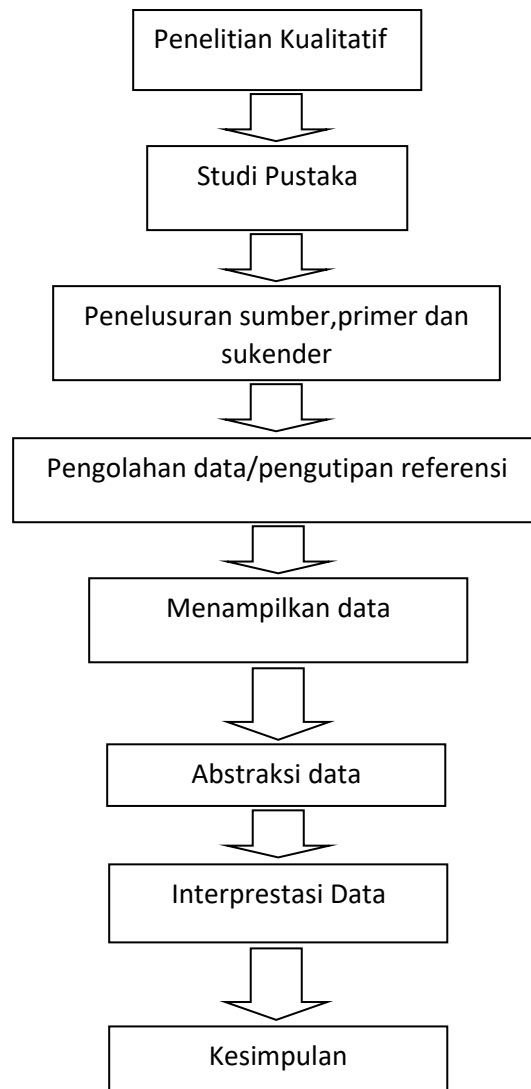 Penelitian Kualitatif
Studi Pustaka
Penelusuran sumber,primer dan
sukender
Pengolahan data/pengutipan referensi
Menampilkan data
Abstraksi data
Interprestasi Data
Kesimpulan